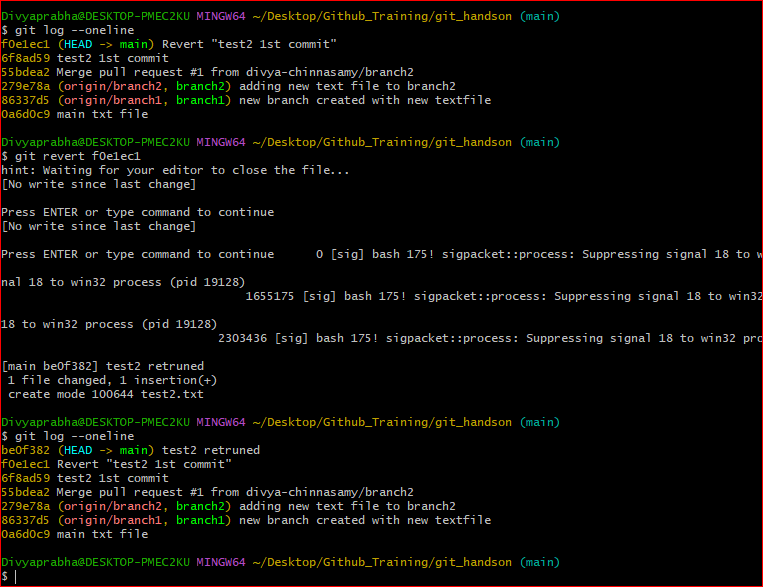 Divyaprabha@DESKTOP-PMEC2KU MINGW64 ~/Desktop/Github_Training/git_handson (main)
$ git log --oneline
f0e1ec1 (HEAD -> main) Revert "test2 1st commit"
6f8ad59 test2 1st commit
55bdea2 Merge pull request #1 from divya-chinnasamy/branch2
279e78a (origin/branch2, branch2) adding new text file to branch2
86337d5 (origin/branch1, branch1) new branch created with new textfile
0a6d0c9 main txt file
Divyaprabha@DESKTOP-PMEC2KU MINGW64 ~/Desktop/Github_Training/git_handson (main)
$ git revert f0e1ec1
hint: Waiting for your editor to close the file...
[No write since last change]
Press ENTER or type command to continue
[No write since last change]
Press ENTER or type command to continue      0 [sig] bash 175! sigpacket::process: Suppressing signal 18 to w
nal 18 to win32 process (pid 19128)
1655175 [sig] bash 175! sigpacket::process: Suppressing signal 18 to win32
18 to win32 process (pid 19128)
2303436 [sig] bash 175! sigpacket::process: Suppressing signal 18 to win32 pro
[main be0f382] test2 retruned
1 file changed, 1 insertion(+)
create mode 100644 test2.txt
Divyaprabha@DESKTOP-PMEC2KU MINGW64 ~/Desktop/Github_Training/git_handson (main)
$ git log --oneline
be0f382 (HEAD -> main) test2 retruned
f0e1ec1 Revert "test2 1st commit"
6f8ad59 test2 1st commit
55bdea2 Merge pull request #1 from divya-chinnasamy/branch2
279e78a (origin/branch2, branch2) adding new text file to branch2
86337d5 (origin/branch1, branch1) new branch created with new textfile
0a6d0c9 main txt file
Divyaprabha@DESKTOP-PMEC2KU MINGW64 ~/Desktop/Github_Training/git_handson (main)
$